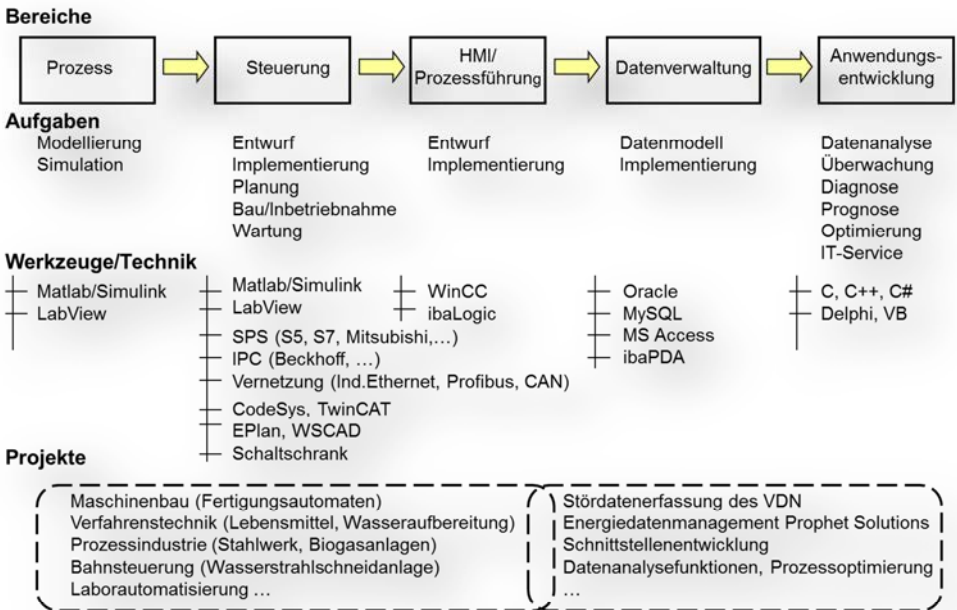 Bereiche
Prozess
Steuerung
HMI/
Prozessführung
Datenverwaltung
Anwendungs-
entwicklung
Aufgaben
Modellierung
Simulation
Entwurf
Implementierung
Planung
Bau/Inbetriebnahme
Wartung
Entwurf
Implementierung
Datenmodell
Implementierung
Datenanalyse
Überwachung
Diagnose
Prognose
Optimierung
IT-Service
Werkzeuge/Technik
Matlab/Simulink
LabView
Matlab/Simulink
LabView
SPS (S5, S7, Mitsubishi,…)
IPC (Beckhoff, …)
Vernetzung (Ind.Ethernet, Profibus, CAN)
CodeSys, TwinCAT
EPlan, WSCAD
Schaltschrank
WinCC
ibaLogic
Oracle
MySQL
MS Access
ibaPDA
C, C++, C#
Delphi, VB
Projekte
Maschinenbau (Fertigungsautomaten)
Verfahrenstechnik (Lebensmittel, Wasseraufbereitung)
Prozessindustrie (Stahlwerk, Biogasanlagen)
Bahnsteuerung (Wasserstrahlschneidanlage)
Laborautomatisierung …
Stördatenerfassung des VDN
Energiedatenmanagement Prophet Solutions
Schnittstellenentwicklung
Datenanalysefunktionen, Prozessoptimierung
…